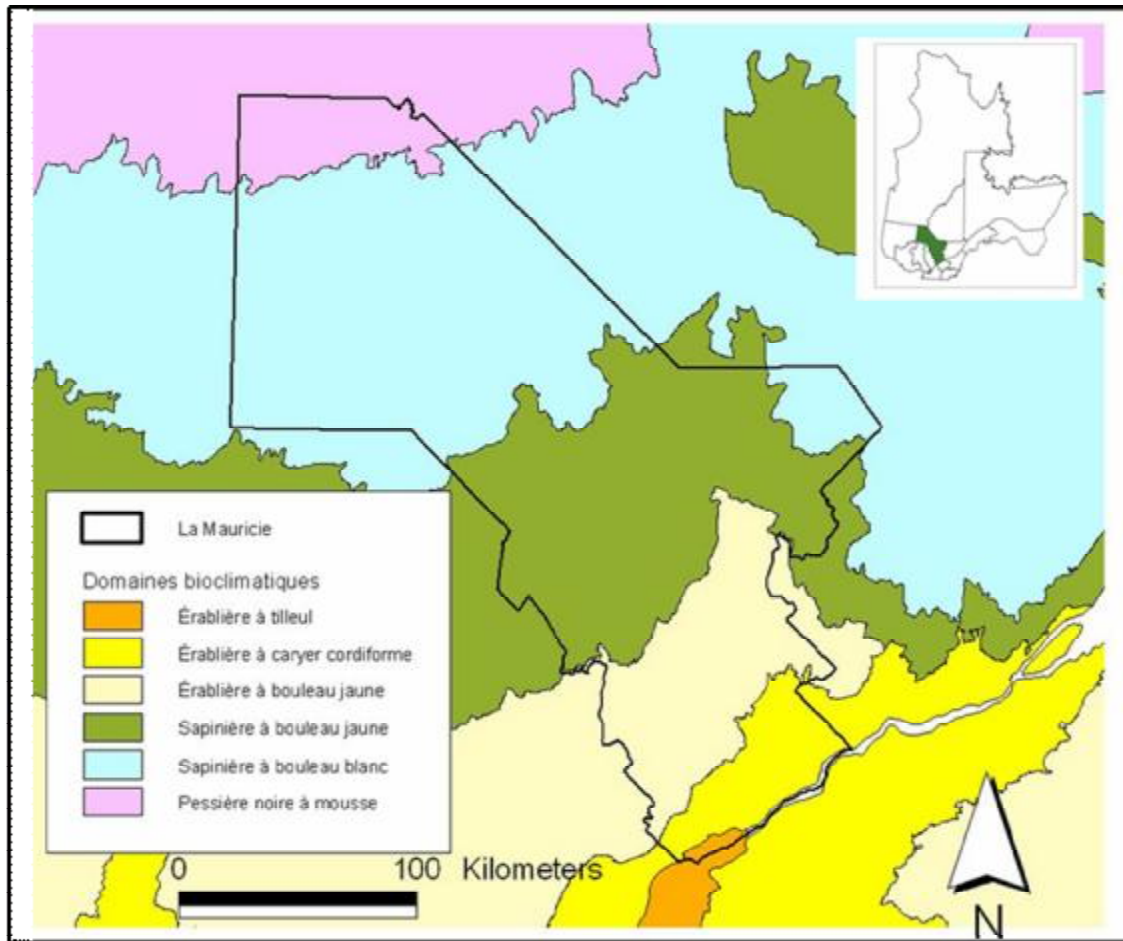 La Mauricie
Domaines bioclimatiques
Érablière à tilleul
Érablière à caryer cordiforme
Érablière à bouleau jaune
Sapinière à bouleau jaune
Sapinière à bouleau blanc
Pessière noire à mousse
0 100 Kilometers
N